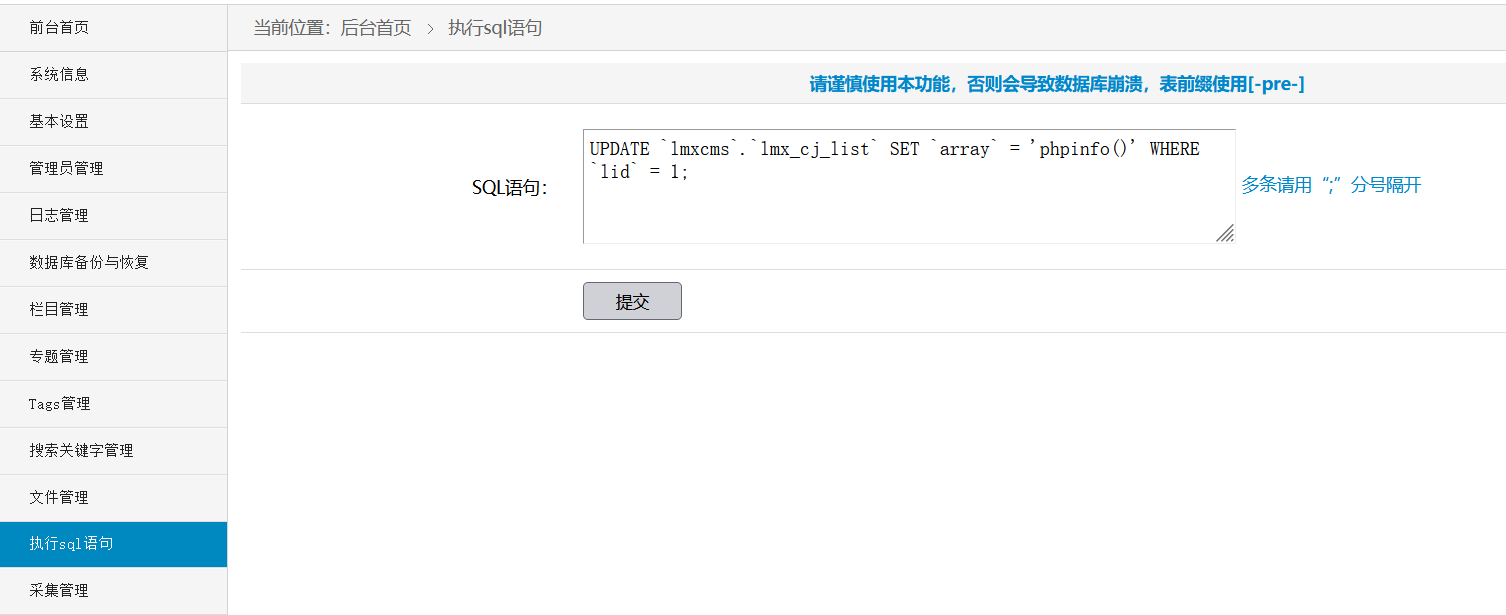 前台首页
系统信息
基本设置
管理员管理
日志管理
数据库备份与恢复
栏目管理
专题管理
Tags管理
搜索关键字管理
文件管理
执行sql语句
采集管理
当前位置：后台首页 > 执行sql语句
请谨慎使用本功能，否则会导致数据库崩溃，表前缀使用[-pre-]
SQL语句：
UPDATE `lmxcms`.`lmx_cj_list` SET `array` = 'phpinfo()' WHERE
`lid` = 1;
多条请用“;”分号隔开
提交